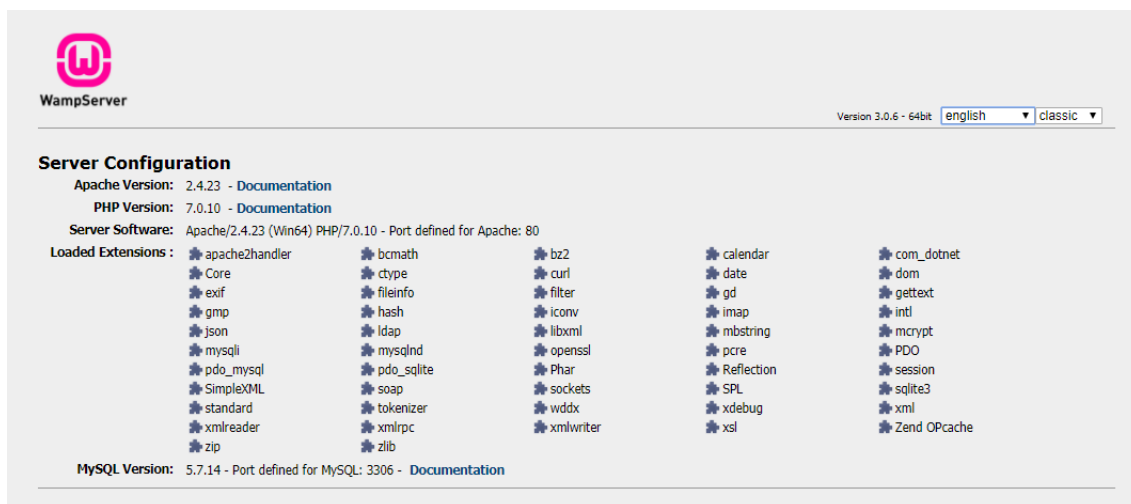 WampServer
Version 3.0.6 - 64bit english classic
Server Configuration
Apache Version: 2.4.23 - Documentation
PHP Version: 7.0.10 - Documentation
Server Software: Apache/2.4.23 (Win64) PHP/7.0.10 - Port defined for Apache: 80
Loaded Extensions : apache2handler bcmath bz2 calendar com_dotnet
Core ctype curl date dom
exif fileinfo filter gd gettext
gmp hash iconv imap intl
json ldap libxml mbstring mcrypt
mysqli mysqlnd openssl pcre PDO
pdo_mysql pdo_sqlite Phar Reflection session
SimpleXML soap sockets SPL sqlite3
standard tokenizer wddx xdebug xml
xmlreader xmlrpc xmlwriter xsl Zend OPcache
zip zlib
MySQL Version: 5.7.14 - Port defined for MySQL: 3306 - Documentation